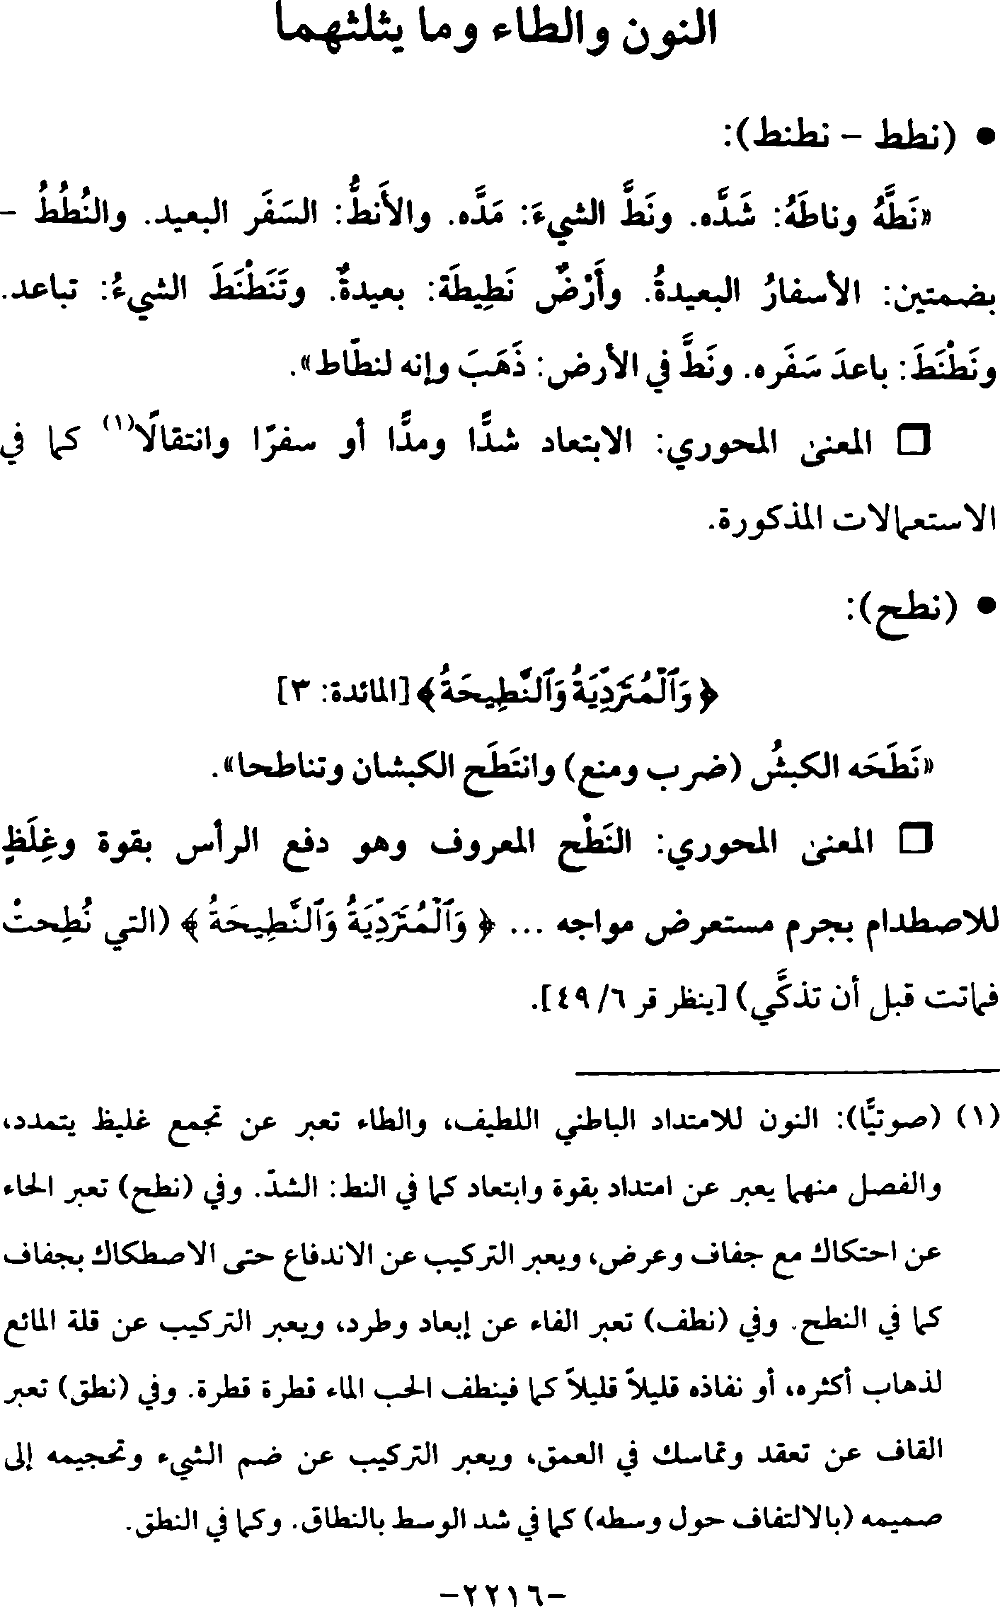 النون والطاء وما يثلثهما
• (نطط – نطنط):
«نَطَّهُ وناطَهُ: شَدَّه. ونَطَّ الشيءَ: مَدَّه. والأَنطُّ: السَفَر البعيد. والنُطُطُ –
بضمتين: الأسفارُ البعيدةُ. وأَرْضٌ نَطِيطَة: بعيدةٌ. وتَنَطْنَطَ الشيءُ: تباعد.
ونَطْنَطَ: باعدَ سَفَره. ونَطَّ في الأرض: ذَهَبَ وإنه لنطّاط».
□ المعنىٰ المحوري: الابتعاد شدًّا ومدًّا أو سفرًا وانتقالًا(١) كما في
الاستعمالات المذكورة.
• (نطح):
﴿ وَٱلْمُتَرَدِّيَةُ وَٱلنَّطِيحَةُ ﴾ [المائدة: ٣]
«نَطَحَه الكبشُ (ضرب ومنع) وانتَطَح الكبشان وتناطحا».
□ المعنىٰ المحوري: النَطْح المعروف وهو دفع الرأس بقوة وغِلَظٍ
للاصطدام بجرم مستعرض مواجه ... ﴿ وَٱلْمُتَرَدِّيَةُ وَٱلنَّطِيحَةُ ﴾ (التي نُطِحتْ
فماتت قبل أن تذكَّي) [ينظر قر ٦/ ٤٩].
(١) (صوتيًّا): النون للامتداد الباطني اللطيف، والطاء تعبر عن تجمع غليظ يتمدد،
والفصل منهما يعبر عن امتداد بقوة وابتعاد كما في النط: الشدّ. وفي (نطح) تعبر الحاء
عن احتكاك مع جفاف وعرض، ويعبر التركيب عن الاندفاع حتى الاصطكاك بجفاف
كما في النطح. وفي (نطف) تعبر الفاء عن إبعاد وطرد، ويعبر التركيب عن قلة المائع
لذهاب أكثره، أو نفاذه قليلاً قليلاً كما فينطف الحب الماء قطرة قطرة. وفي (نطق) تعبر
القاف عن تعقد وتماسك في العمق، ويعبر التركيب عن ضم الشيء وتحجيمه إلى
صميمه (بالالتفاف حول وسطه) كما في شد الوسط بالنطاق. وكما في النطق.
–٢٢١٦–